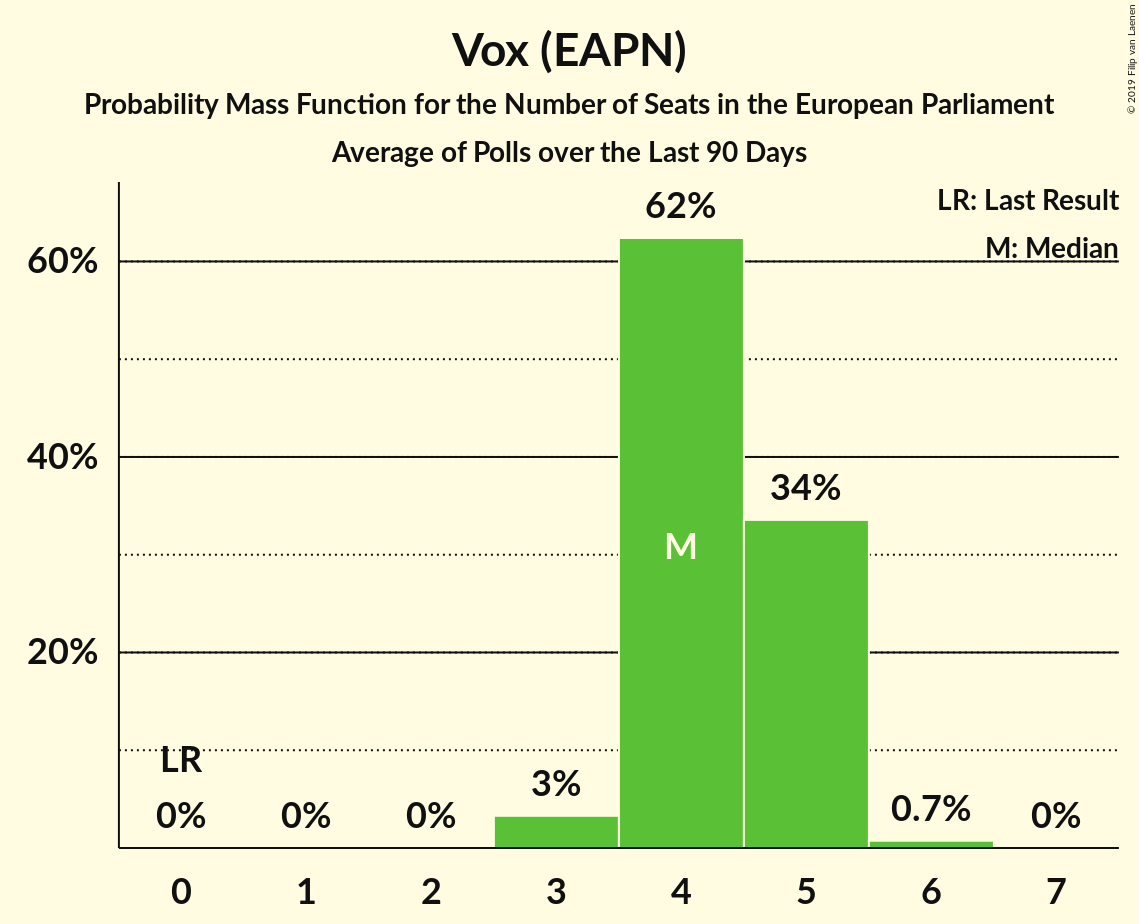 Vox (EAPN)
Probability Mass Function for the Number of Seats in the European Parliament
Average of Polls over the Last 90 Days
© 2019 Filip van Laenen
LR: Last Result
M: Median
62%
60%
40%
34%
M
20%
LR
3%
0.7%
0% 0% 0% 0%
0 1 2 3 4 5 6 7